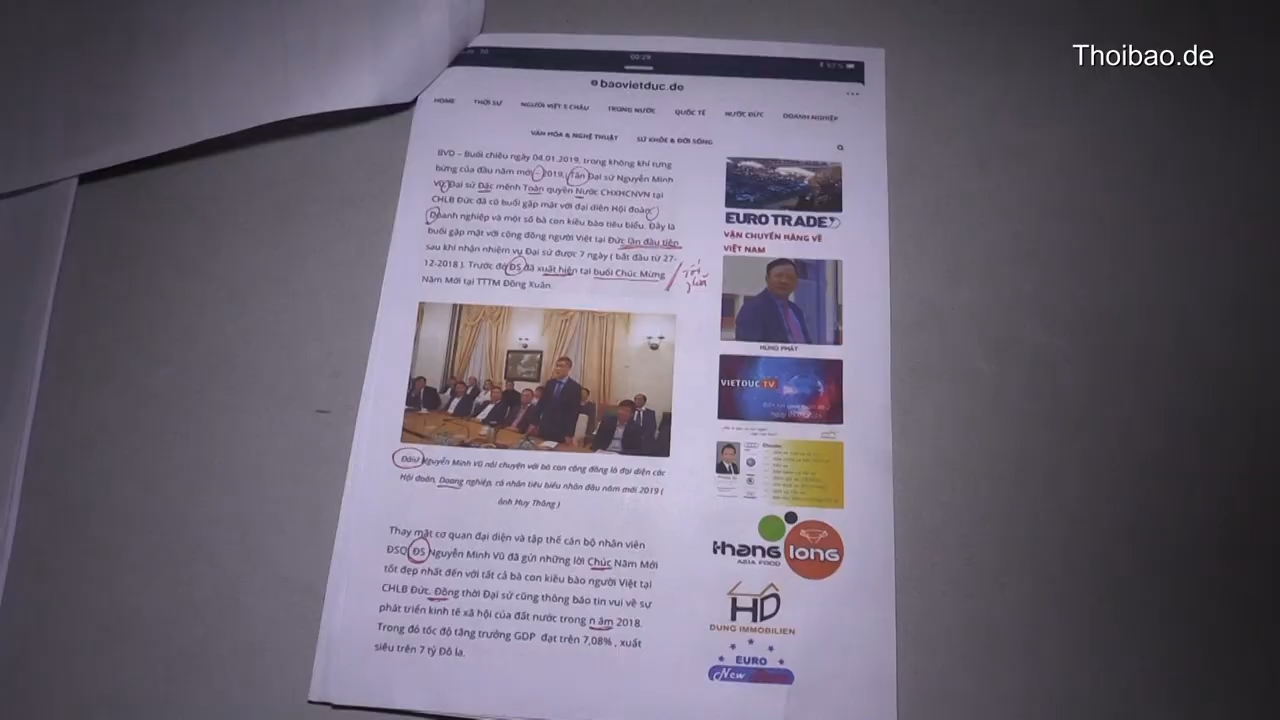 Thoibao.de
00:29
baovietduc.de
HOME THỜI SỰ NGƯỜI VIỆT 5 CHÂU TRONG NƯỚC QUỐC TẾ NƯỚC ĐỨC DOANH NGHIỆP
VĂN HÓA & NGHỆ THUẬT SỨC KHỎE & ĐỜI SỐNG
BVD – Buổi chiều ngày 04.01.2019, trong không khí tưng
bừng của đầu năm mới – 2019, Tân Đại sứ Nguyễn Minh
Vũ, Đại sứ Đặc mệnh Toàn quyền Nước CHXHCNVN tại
CHLB Đức đã có buổi gặp mặt với đại diện Hội đoàn,
Doanh nghiệp và một số bà con kiều bào tiêu biểu. Đây là
buổi gặp mặt với cộng đồng người Việt tại Đức lần đầu tiên
sau khi nhận nhiệm vụ Đại sứ được 7 ngày ( bắt đầu từ 27-
12-2018 ). Trước đó ĐS đã xuất hiện tại buổi Chúc Mừng
Năm Mới tại TTTM Đồng Xuân.
EURO TRADE
VẬN CHUYỂN HÀNG VỀ
VIỆT NAM
HÙNG PHÁT
VIETDUC TV
Nguyễn Minh Vũ nói chuyện với bà con cộng đồng là đại diện các
Hội đoàn, Doang nghiệp, cá nhân tiêu biểu nhân đầu năm mới 2019 (
ảnh Huy Thắng )
Thay mặt cơ quan đại diện và tập thể cán bộ nhân viên
ĐSQ ĐS Nguyễn Minh Vũ đã gửi những lời Chúc Năm Mới
tốt đẹp nhất đến với tất cả bà con kiều bào người Việt tại
CHLB Đức. Đồng thời Đại sứ cũng thông báo tin vui về sự
phát triển kinh tế xã hội của đất nước trong n ăm 2018.
Trong đó tốc độ tăng trưởng GDP đạt trên 7,08% , xuất
siêu trên 7 tỷ Đô la.
thang long
ASIA FOOD
HD
DUNG IMMOBILIEN
EURO
New